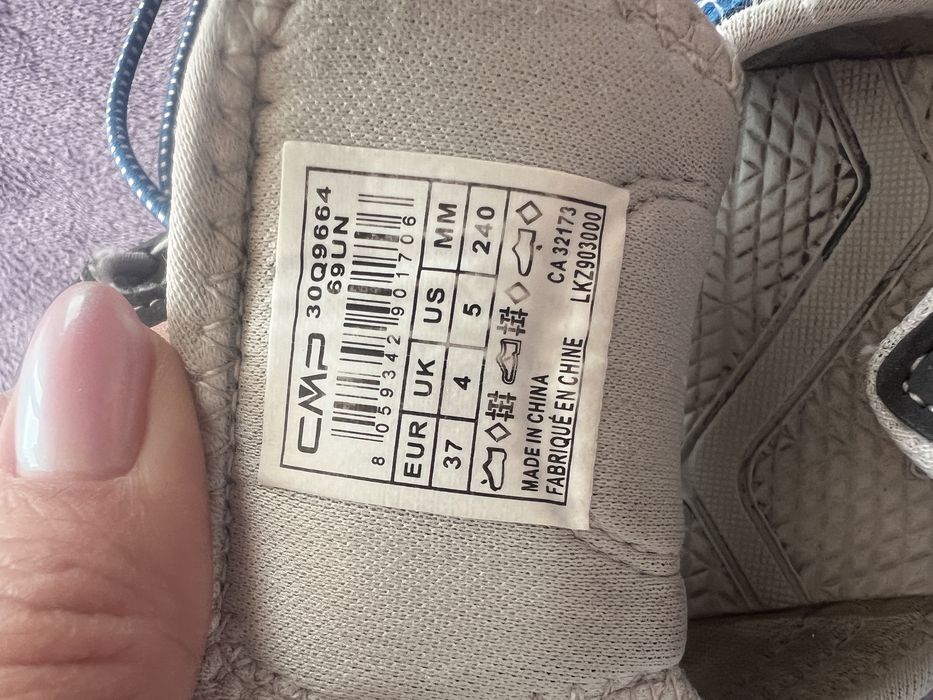 CMP 30Q9664
69UN
8 059342 901706
EUR UK US MM
37 4 5 240
MADE IN CHINA CA 32173
FABRIQUÉ EN CHINE LKZ903000